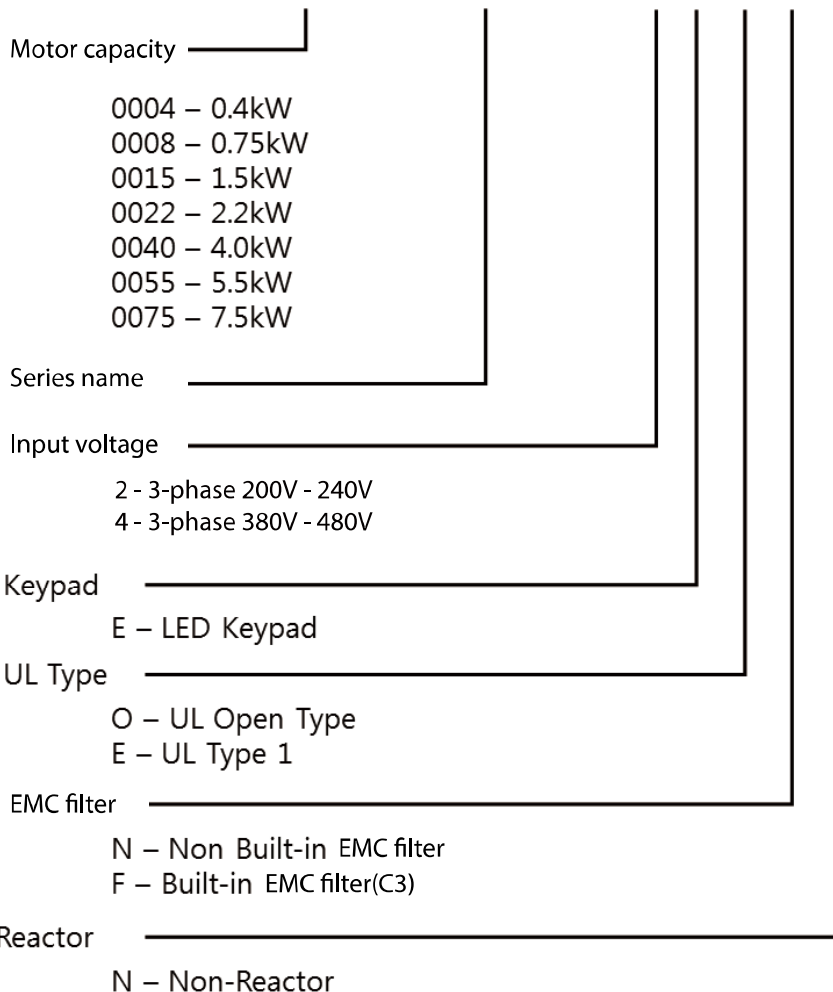 Motor capacity
0004 – 0.4kW
0008 – 0.75kW
0015 – 1.5kW
0022 – 2.2kW
0040 – 4.0kW
0055 – 5.5kW
0075 – 7.5kW
Series name
Input voltage
2 - 3-phase 200V - 240V
4 - 3-phase 380V - 480V
Keypad
E – LED Keypad
UL Type
O – UL Open Type
E – UL Type 1
EMC filter
N – Non Built-in EMC filter
F – Built-in EMC filter(C3)
Reactor
N – Non-Reactor